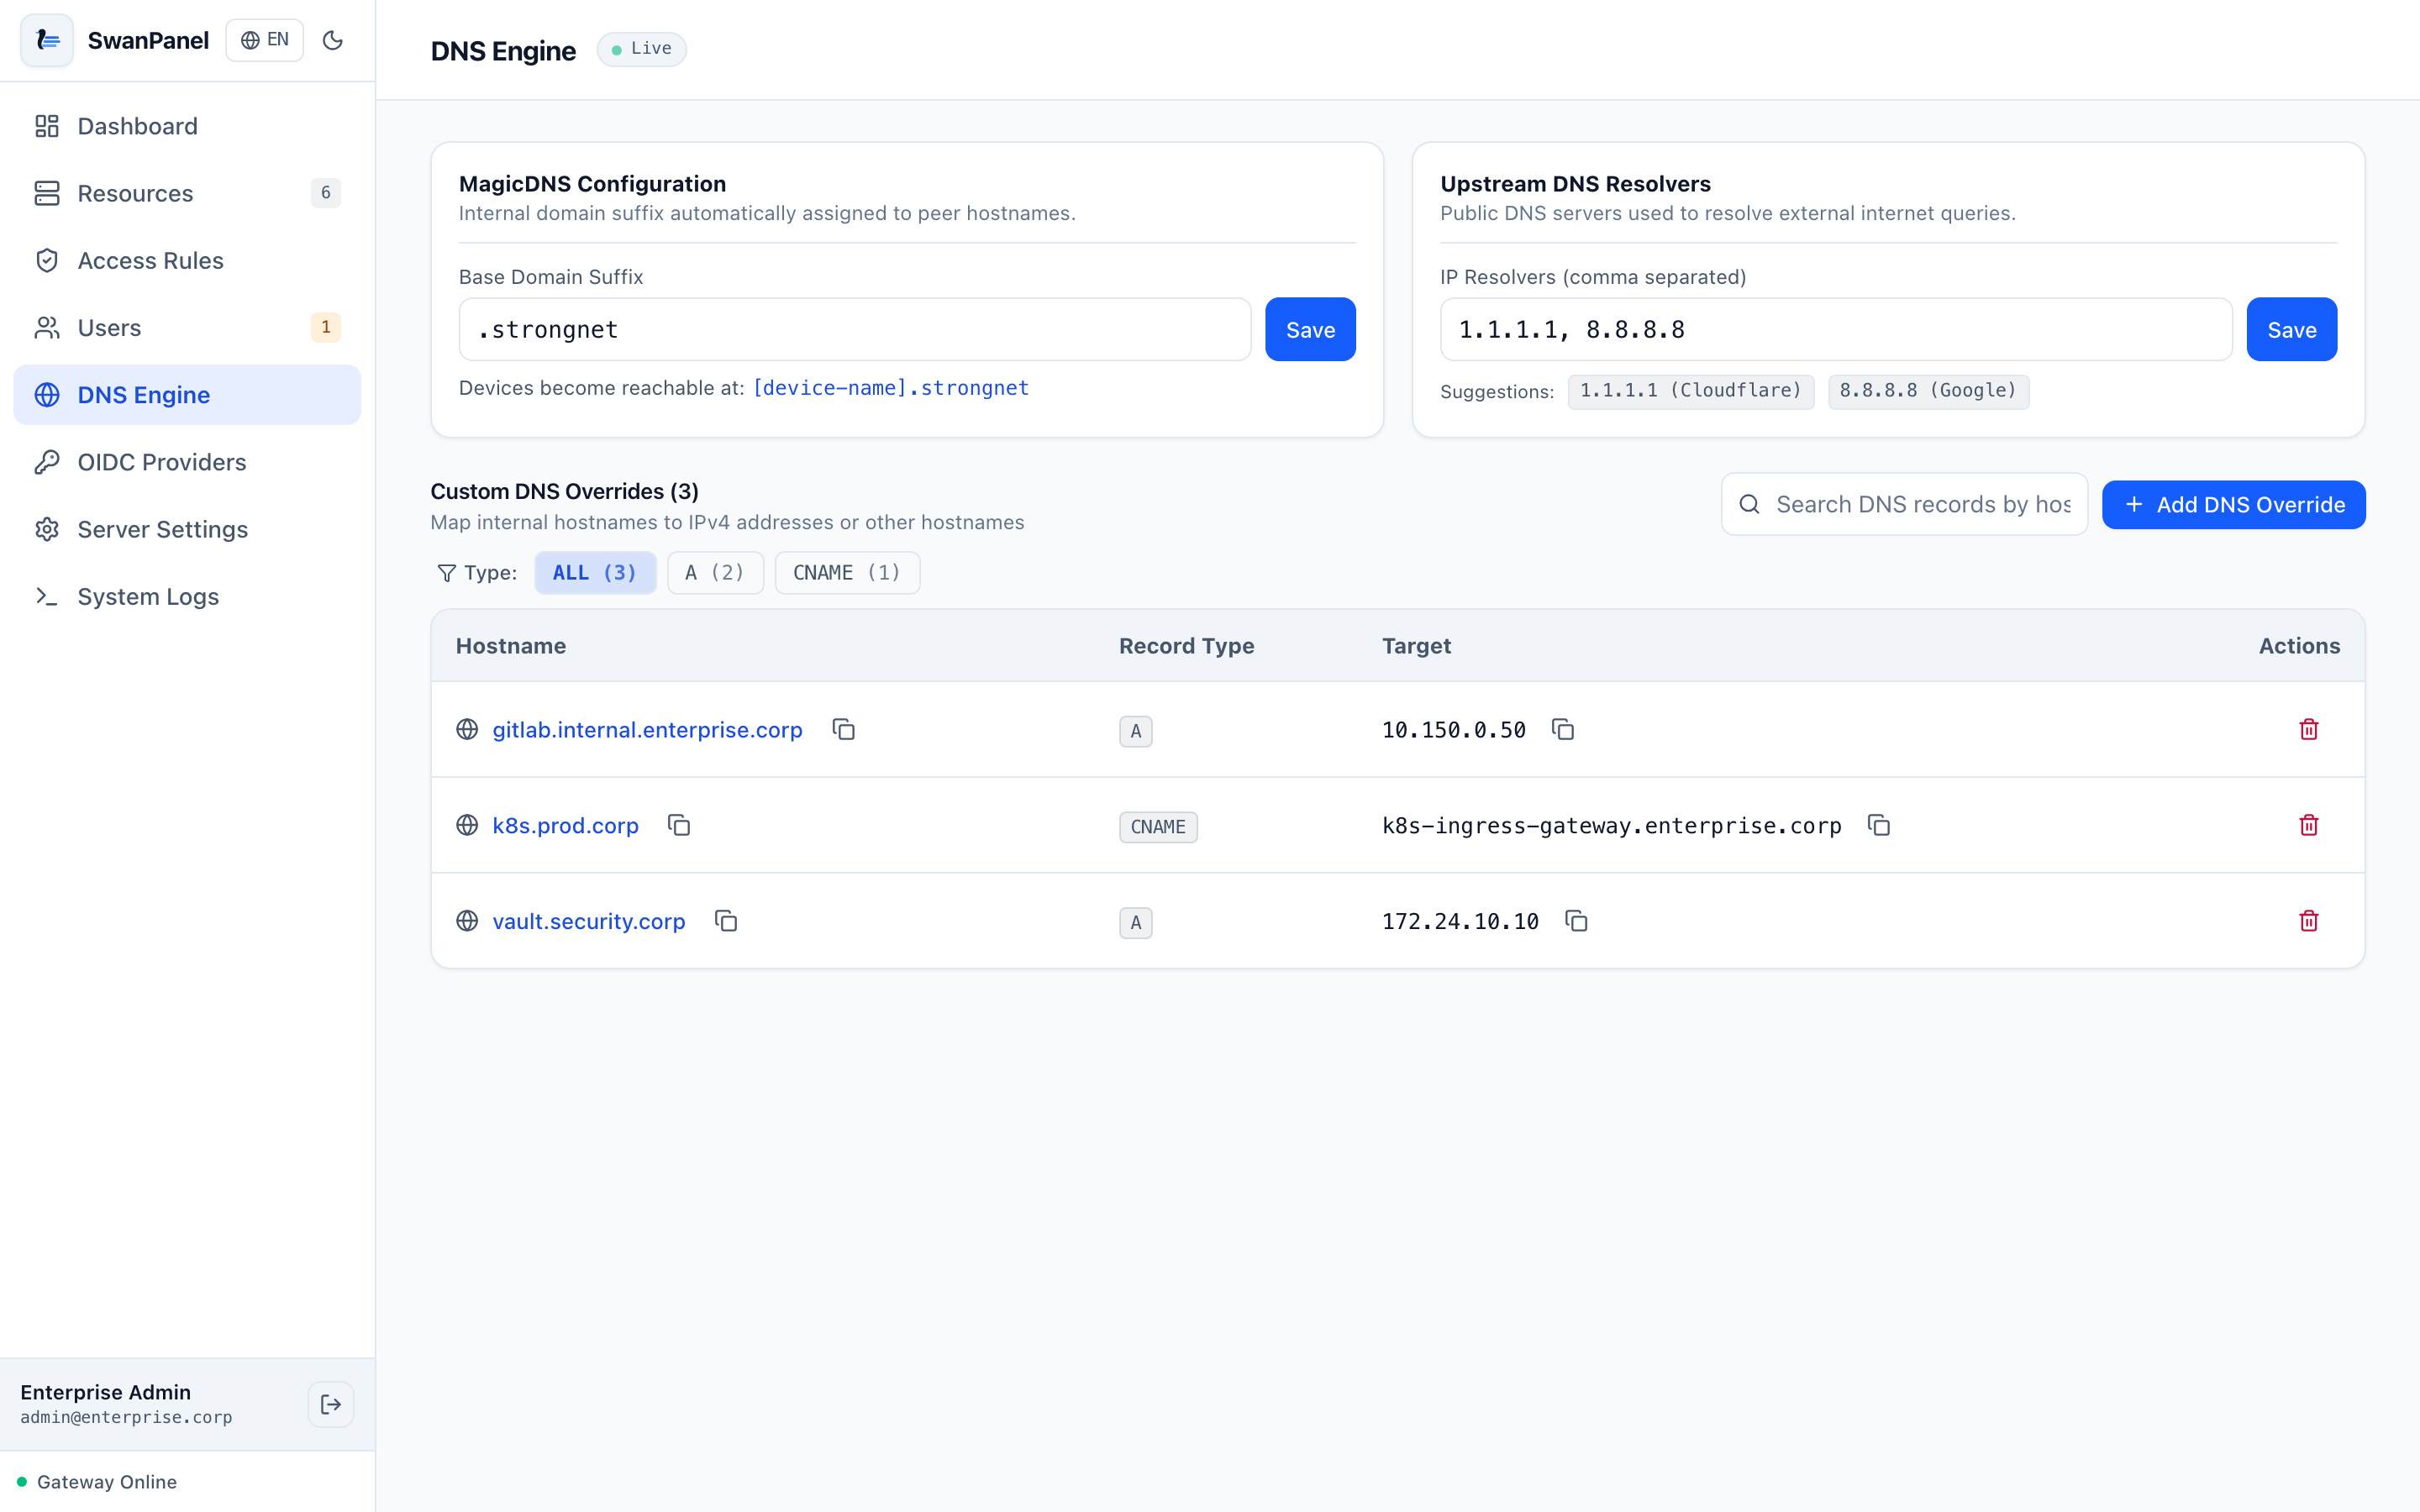 SwanPanel
EN
Dashboard
Resources
6
Access Rules
Users
1
DNS Engine
OIDC Providers
Server Settings
System Logs
Enterprise Admin
admin@enterprise.corp
Gateway Online
DNS Engine
Live
MagicDNS Configuration
Internal domain suffix automatically assigned to peer hostnames.
Base Domain Suffix
.strongnet
Save
Devices become reachable at: [device-name].strongnet
Upstream DNS Resolvers
Public DNS servers used to resolve external internet queries.
IP Resolvers (comma separated)
1.1.1.1, 8.8.8.8
Save
Suggestions: 1.1.1.1 (Cloudflare) 8.8.8.8 (Google)
Custom DNS Overrides (3)
Map internal hostnames to IPv4 addresses or other hostnames
Search DNS records by hos
Add DNS Override
Type: ALL (3) A (2) CNAME (1)
Hostname Record Type Target Actions
gitlab.internal.enterprise.corp A 10.150.0.50
k8s.prod.corp CNAME k8s-ingress-gateway.enterprise.corp
vault.security.corp A 172.24.10.10